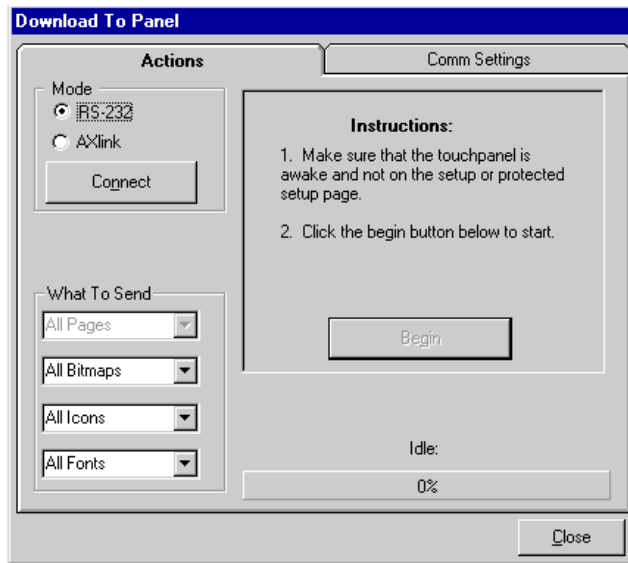 Download To Panel
Actions
Comm Settings
Mode
RS-232
AXlink
Connect
Instructions:
1. Make sure that the touchpanel is
awake and not on the setup or protected
setup page.
2. Click the begin button below to start.
Begin
What To Send
All Pages
All Bitmaps
All Icons
All Fonts
Idle:
0%
Close